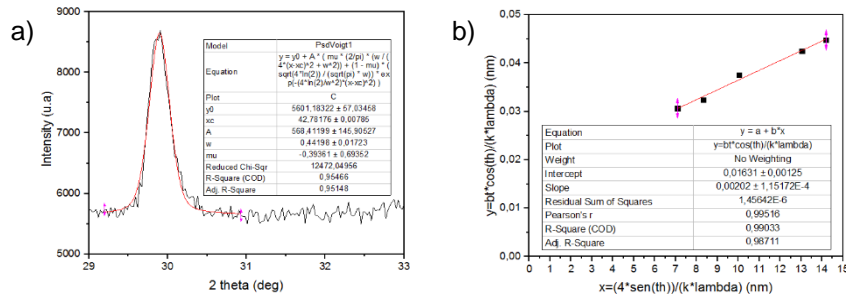 a)
9000
8000
7000
6000
5000
Intensity (u.a)
29
30
31
32
33
2 theta (deg)
Model PsdVoigt1
Equation y = y0 + A * ( mu * (2/pi) * (w / (
4*(x-xc)^2 + w^2)) + (1 - mu) * (
sqrt(4*ln(2)) / (sqrt(pi) * w)) * ex
p(-(4*ln(2)/w^2)*(x-xc)^2) )
Plot C
y0 5601,18322 ± 57,03458
xc 42,78176 ± 0,00785
A 568,41199 ± 145,90527
w 0,44198 ± 0,01723
mu -0,39361 ± 0,69352
Reduced Chi-Sqr 12472,04956
R-Square (COD) 0,95466
Adj. R-Square 0,95148
b)
0,05
0,04
0,03
0,02
0,01
0,00
y=bt*cos(th)/(k*lambda) (nm)
0 1 2 3 4 5 6 7 8 9 10 11 12 13 14 15
x=(4*sen(th))/(k*lambda) (nm)
Equation y = a + b*x
Plot y=bt*cos(th)/(k*lambda)
Weight No Weighting
Intercept 0,01631 ± 0,00125
Slope 0,00202 ± 1,15172E-4
Residual Sum of Squares 1,45642E-6
Pearson's r 0,99516
R-Square (COD) 0,99033
Adj. R-Square 0,98711